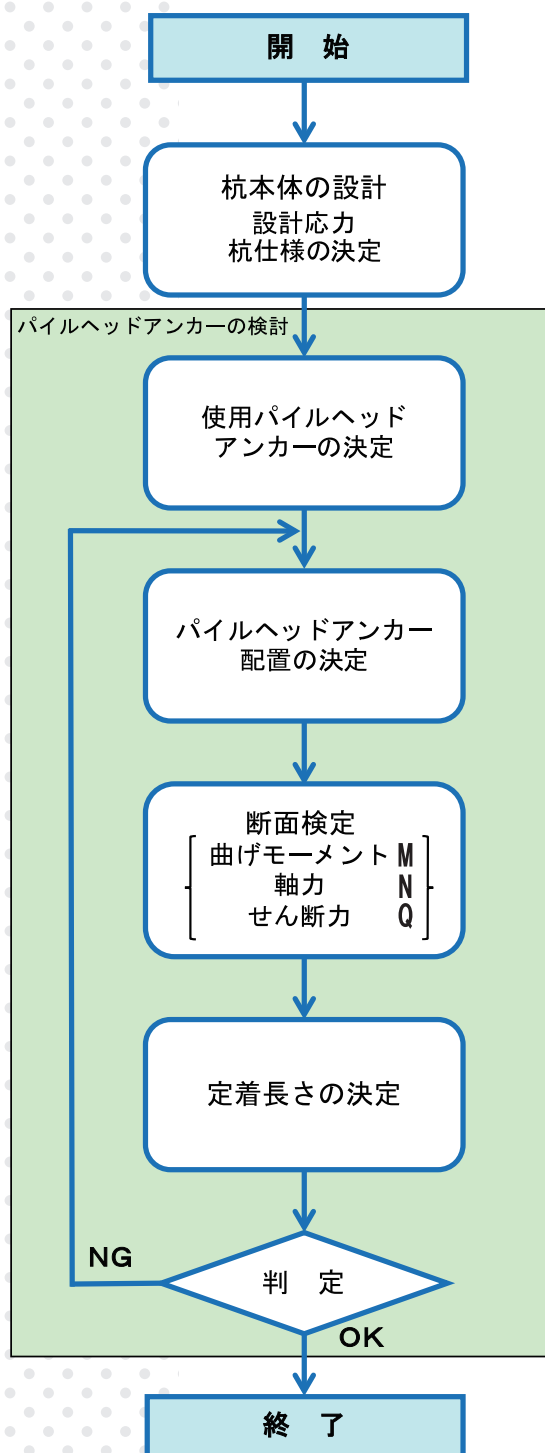 開　始
杭本体の設計
設計応力
杭仕様の決定
パイルヘッドアンカーの検討
使用パイルヘッド
アンカーの決定
パイルヘッドアンカー
配置の決定
断面検定
曲げモーメント M
軸力 N
せん断力 Q
定着長さの決定
判　定
NG
OK
終　了